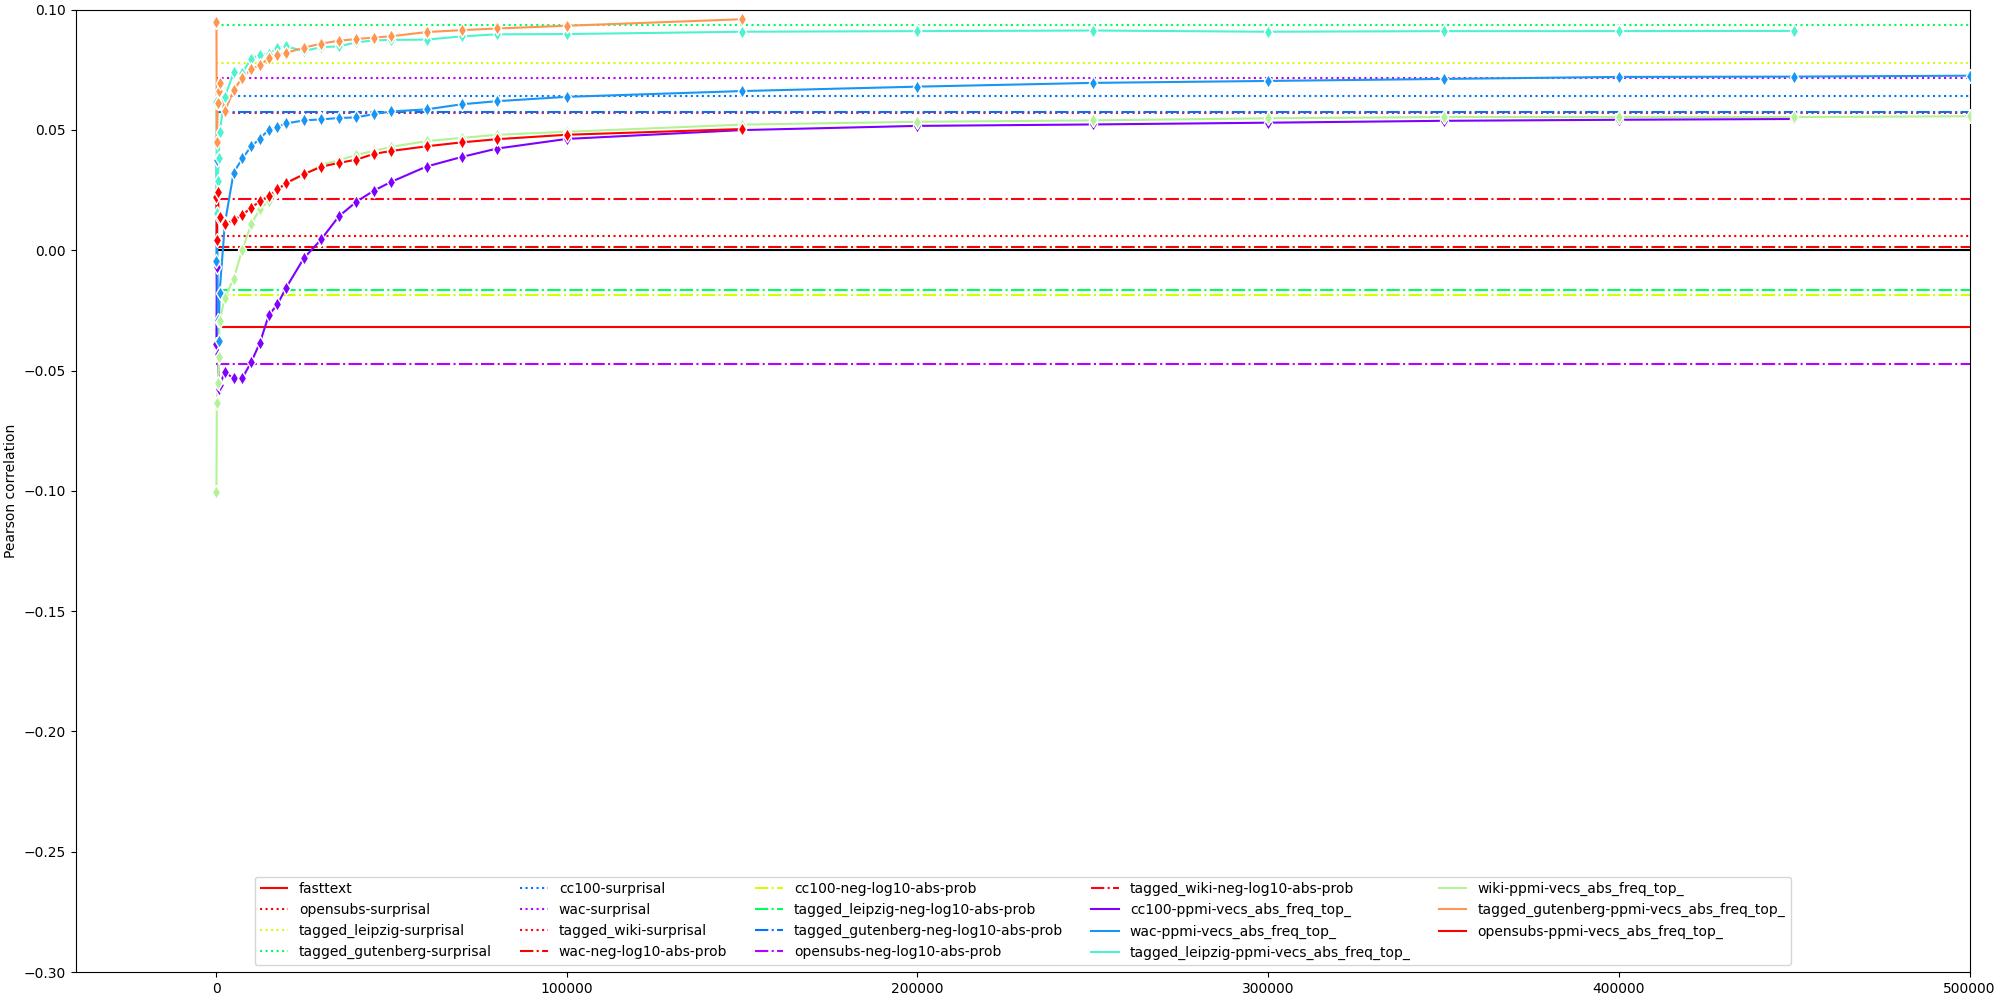 0.10
0.05
0.00
−0.05
−0.10
−0.15
−0.20
−0.25
−0.30
Pearson correlation
fasttext
opensubs-surprisal
tagged_leipzig-surprisal
tagged_gutenberg-surprisal
cc100-surprisal
wac-surprisal
tagged_wiki-surprisal
wac-neg-log10-abs-prob
cc100-neg-log10-abs-prob
tagged_leipzig-neg-log10-abs-prob
tagged_gutenberg-neg-log10-abs-prob
opensubs-neg-log10-abs-prob
tagged_wiki-neg-log10-abs-prob
cc100-ppmi-vecs_abs_freq_top_
wac-ppmi-vecs_abs_freq_top_
tagged_leipzig-ppmi-vecs_abs_freq_top_
wiki-ppmi-vecs_abs_freq_top_
tagged_gutenberg-ppmi-vecs_abs_freq_top_
opensubs-ppmi-vecs_abs_freq_top_
0 100000 200000 300000 400000 500000